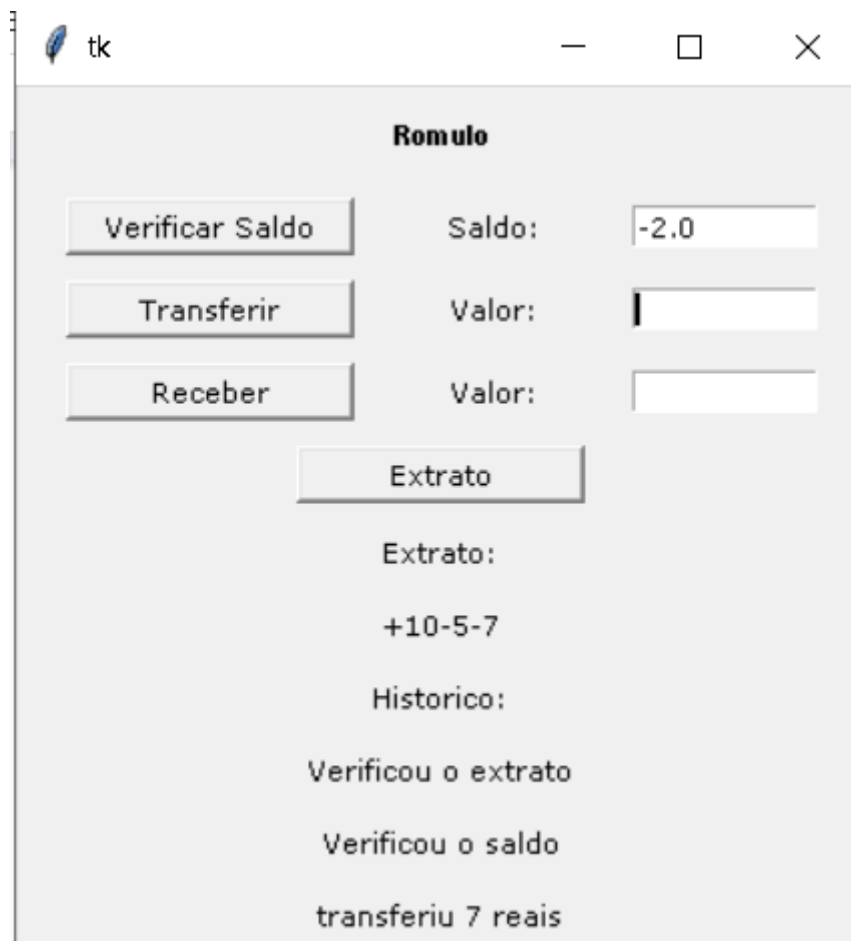 tk
Romulo
Verificar Saldo Saldo: -2.0
Transferir Valor:
Receber Valor:
Extrato
Extrato:
+10-5-7
Historico:
Verificou o extrato
Verificou o saldo
transferiu 7 reais